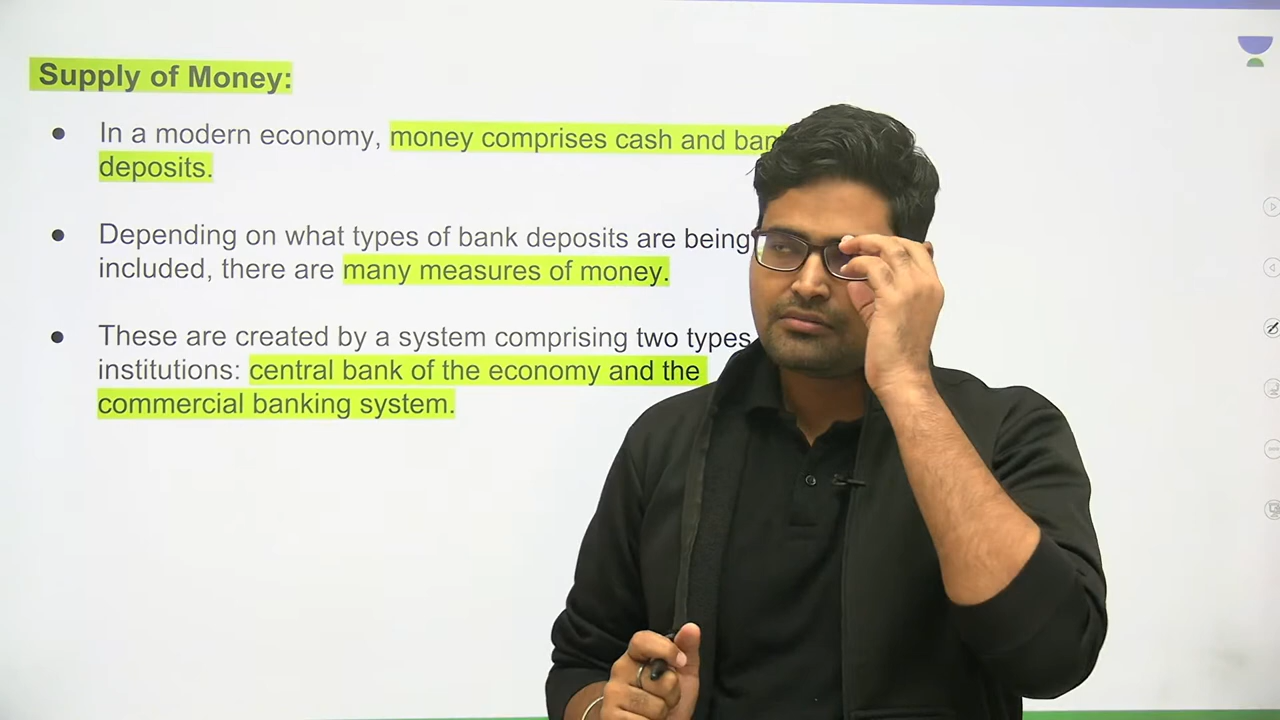 Supply of Money:
● In a modern economy, money comprises cash and
deposits.
● Depending on what types of bank deposits are being
included, there are many measures of money.
● These are created by a system comprising two types
institutions: central bank of the economy and the
commercial banking system.